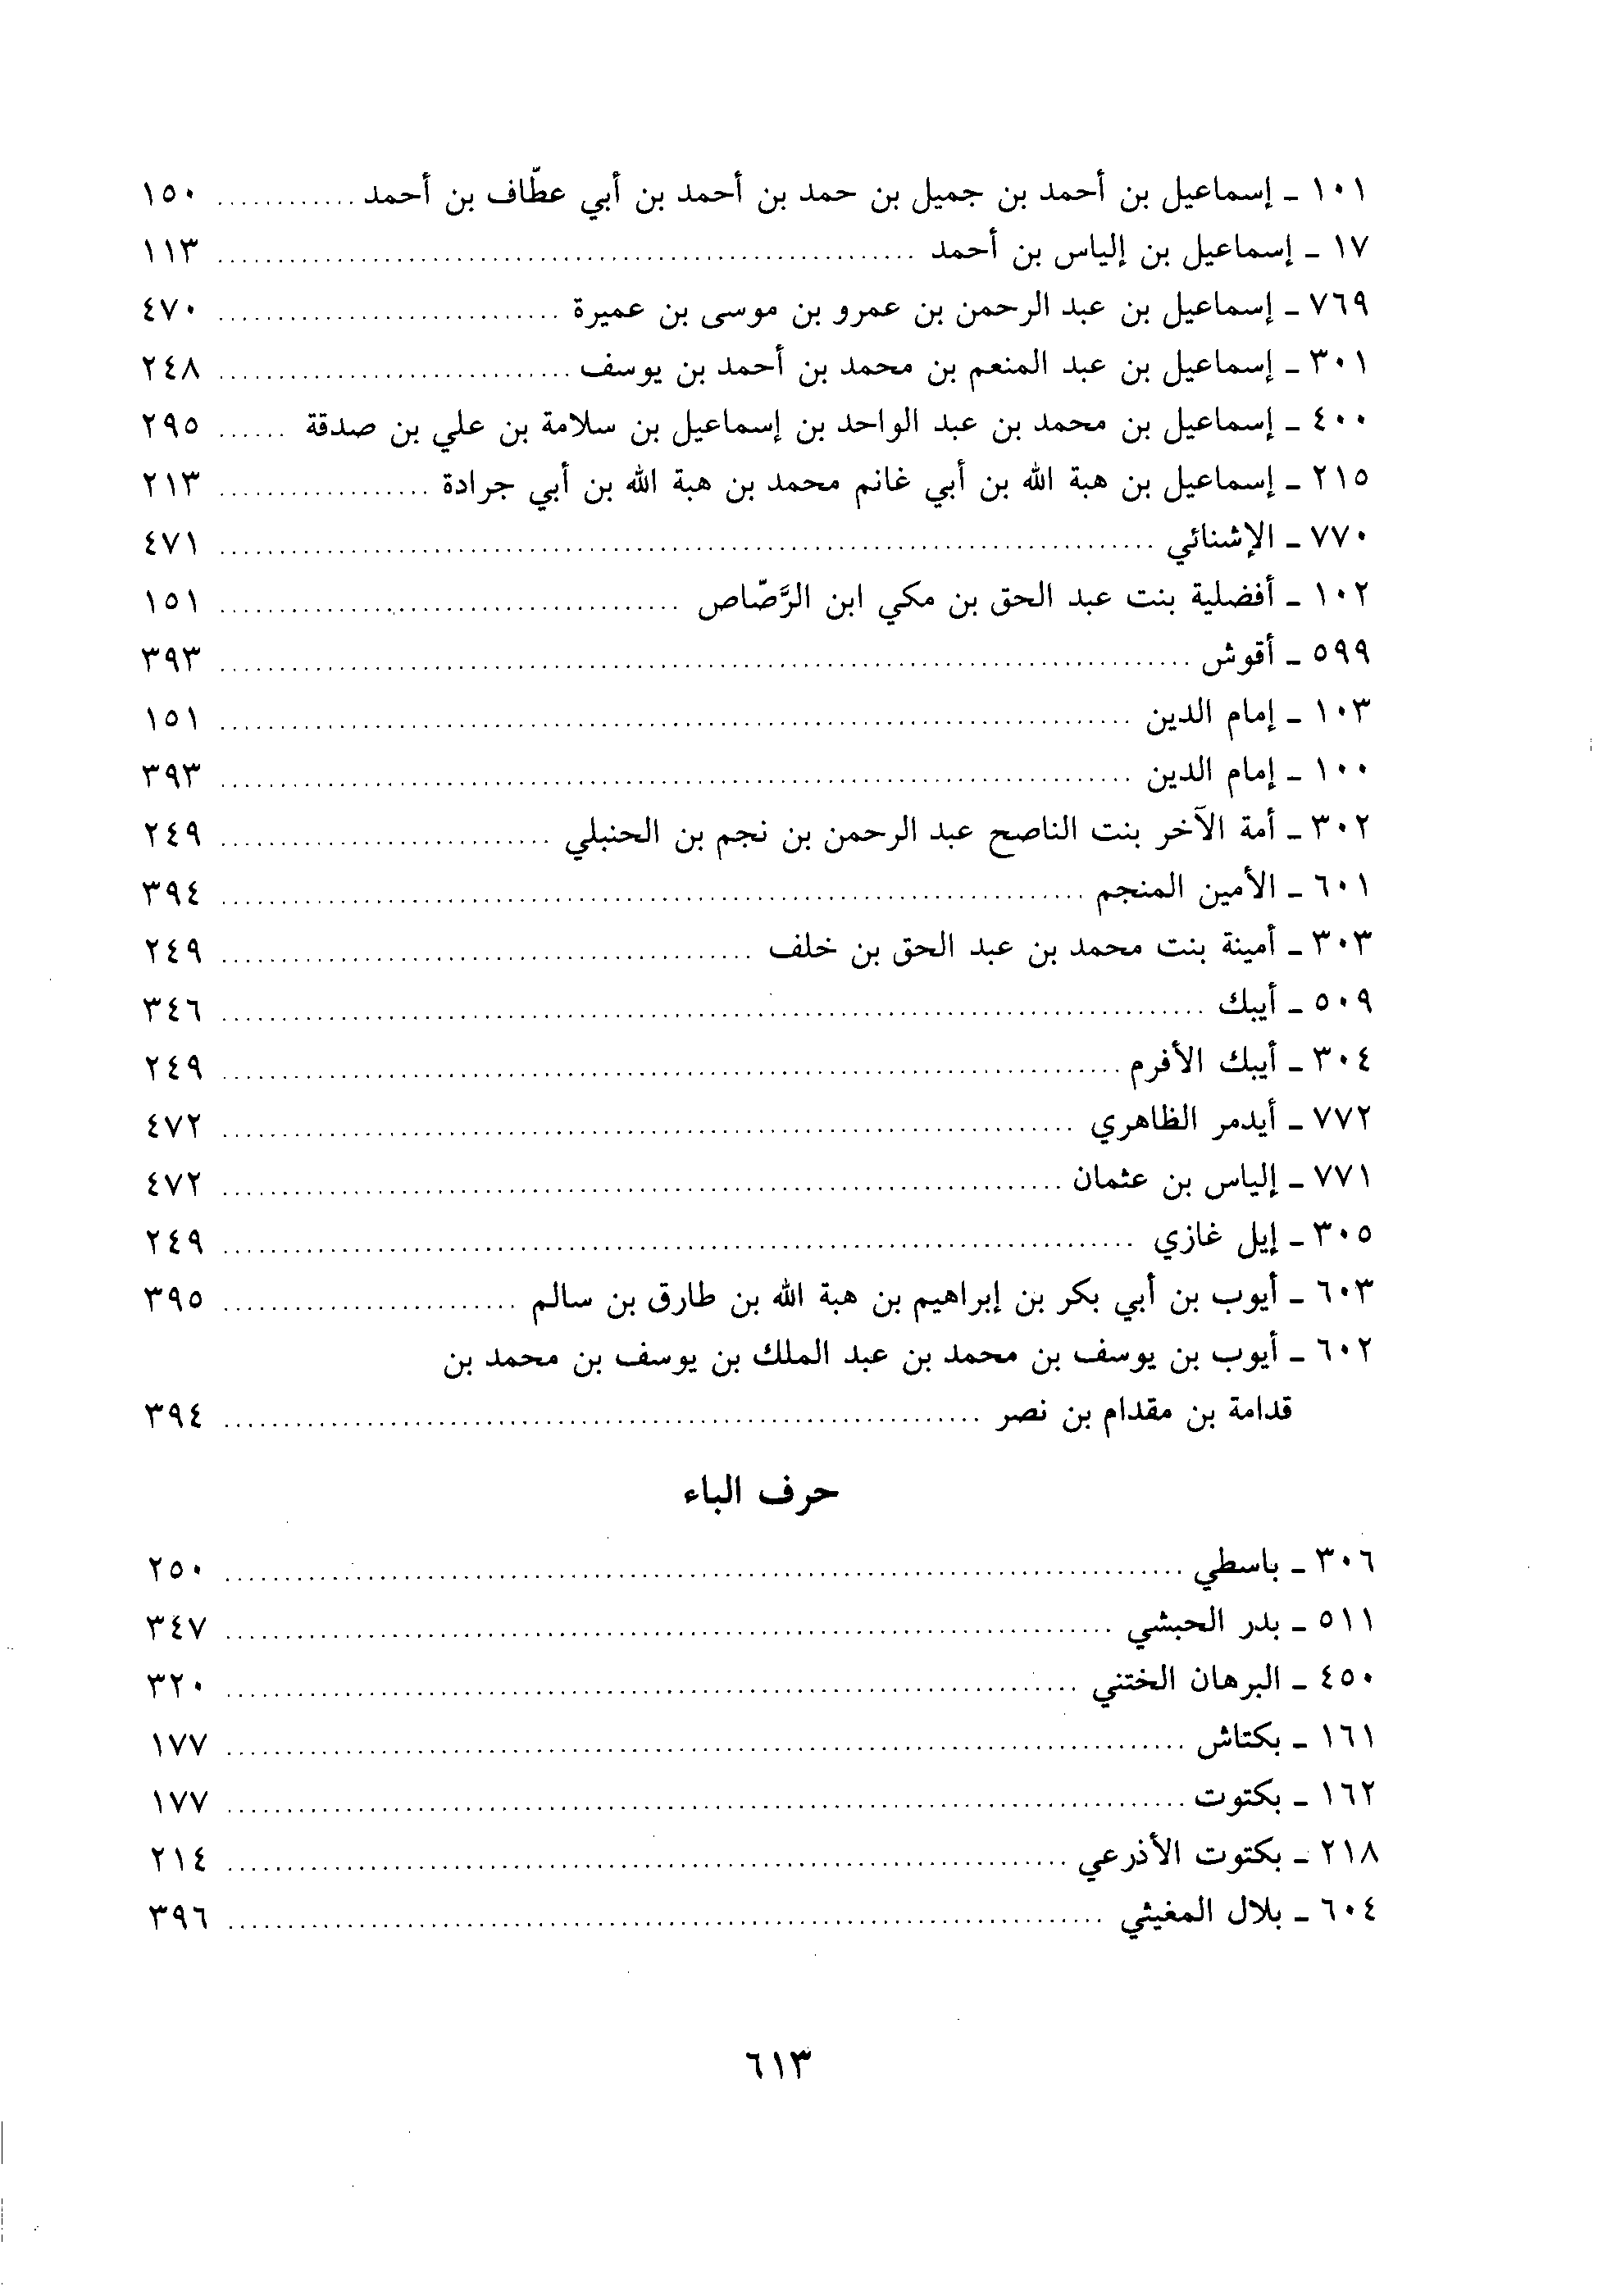 ١٠١ - إسماعيل بن أحمد بن جميل بن حمد بن أحمد بن أبي عطّاف بن أحمد ............ ١٥٠
١٧ - إسماعيل بن إلياس بن أحمد ............ ١١٣
٧٦٩ - إسماعيل بن عبد الرحمن بن عمرو بن موسى بن عميرة ............ ٤٧٠
٣٠١ - إسماعيل بن عبد المنعم بن محمد بن أحمد بن يوسف ............ ٢٤٨
٤٠٠ - إسماعيل بن محمد بن عبد الواحد بن إسماعيل بن سلامة بن علي بن صدقة ...... ٢٩٥
٢١٥ - إسماعيل بن هبة الله بن أبي غانم محمد بن هبة الله بن أبي جرادة ............ ٢١٣
٧٧٠ - الإشنائي ............ ٤٧١
١٠٢ - أفضلية بنت عبد الحق بن مكي ابن الرَّصّاص ............ ١٥١
٥٩٩ - أقوش ............ ٣٩٣
١٠٣ - إمام الدين ............ ١٥١
١٠٠ - إمام الدين ............ ٣٩٣
٣٠٢ - أمة الآخر بنت الناصح عبد الرحمن بن نجم بن الحنبلي ............ ٢٤٩
٦٠١ - الأمين المنجم ............ ٣٩٤
٣٠٣ - أمينة بنت محمد بن عبد الحق بن خلف ............ ٢٤٩
٥٠٩ - أيبك ............ ٣٤٦
٣٠٤ - أيبك الأفرم ............ ٢٤٩
٧٧٢ - أيدمر الظاهري ............ ٤٧٢
٧٧١ - إلياس بن عثمان ............ ٤٧٢
٣٠٥ - إيل غازي ............ ٢٤٩
٦٠٣ - أيوب بن أبي بكر بن إبراهيم بن هبة الله بن طارق بن سالم ............ ٣٩٥
٦٠٢ - أيوب بن يوسف بن محمد بن عبد الملك بن يوسف بن محمد بن
قدامة بن مقدام بن نصر ............ ٣٩٤
حرف الباء
٣٠٦ - باسطي ............ ٢٥٠
٥١١ - بدر الحبشي ............ ٣٤٧
٤٥٠ - البرهان الختني ............ ٣٢٠
١٦١ - بكتاش ............ ١٧٧
١٦٢ - بكتوت ............ ١٧٧
٢١٨ - بكتوت الأذرعي ............ ٢١٤
٦٠٤ - بلال المغيثي ............ ٣٩٦
٦١٣